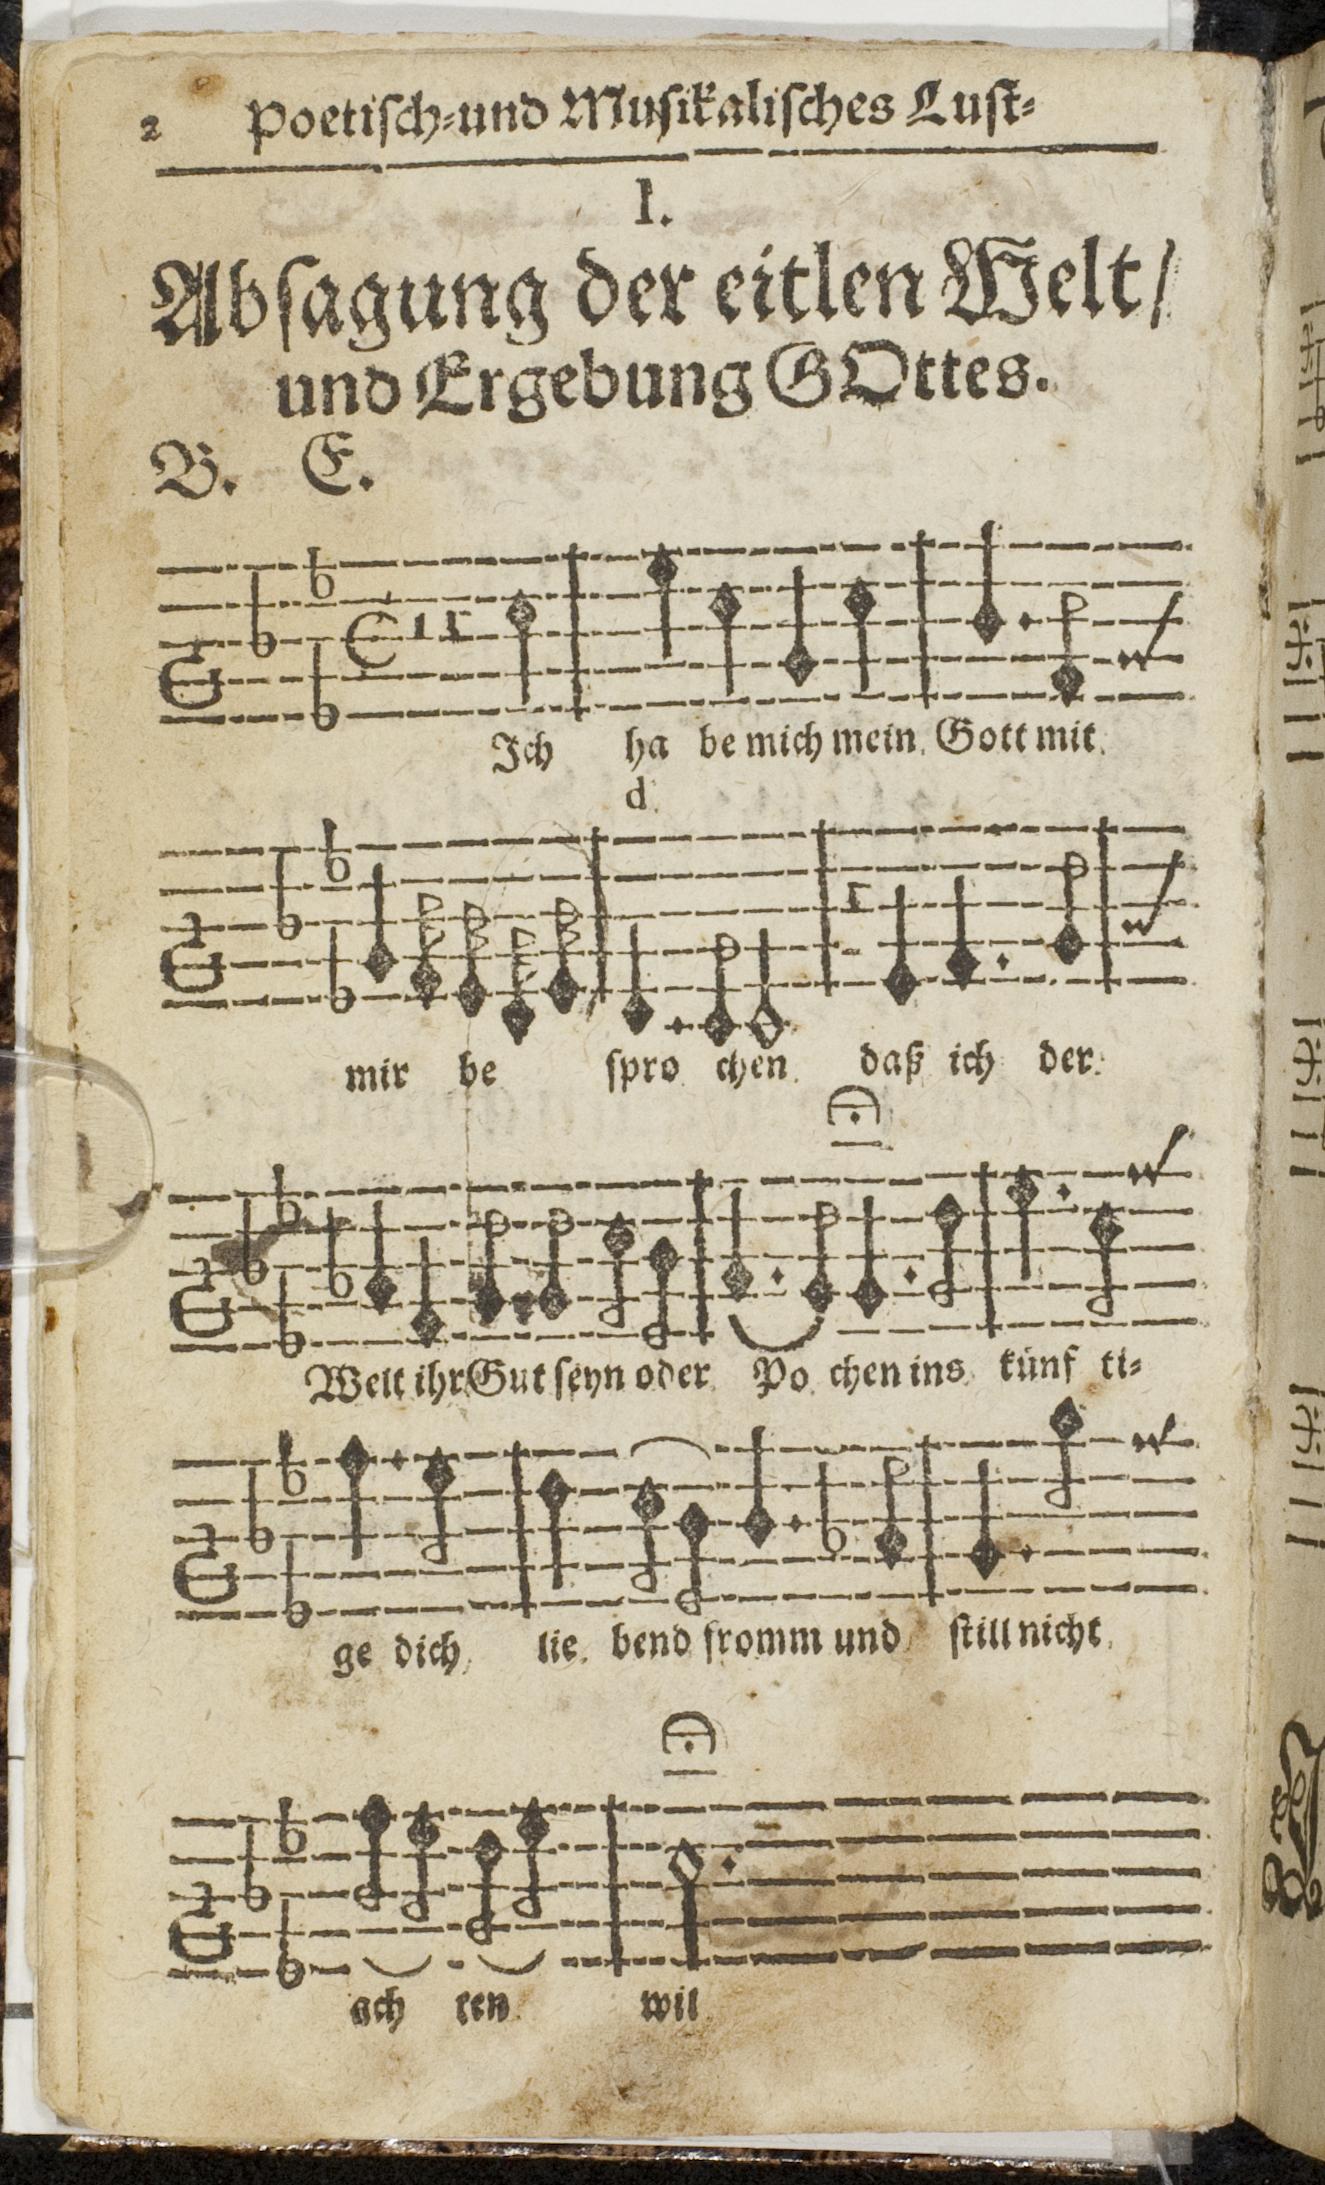 2 Poetiſch-und Muſikaliſches Luſt-
I.
Abſagung der eitlen Welt/
und Ergebung GOttes.
B. E.
Ich ha be mich mein Gott mit
d
mir be ſpro chen daß ich der
Welt ihr Gut ſeyn oder Po chen ins künf ti-
ge dich lie bend fromm und ſtill nicht
ach ten wil